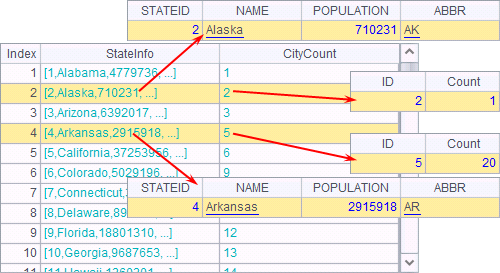 STATEID NAME POPULATION ABBR
2 Alaska 710231 AK
Index StateInfo CityCount
1 [1,Alabama,4779736, ...] 1
2 [2,Alaska,710231, ...] 2
ID Count
2 1
3 [3,Arizona,6392017, ...] 3
4 [4,Arkansas,2915918, ...] 5
ID Count
5 20
5 [5,California,37253956, ...] 6
6 [6,Colorado,5029196, ...] 9
7 [7,Connecticut,
STATEID NAME POPULATION ABBR
4 Arkansas 2915918 AR
8 [8,Delaware,89
9 [9,Florida,18801310, ...] 12
10 [10,Georgia,9687653, ...] 13
11 [11,Hawaii,1360301, ...] 14